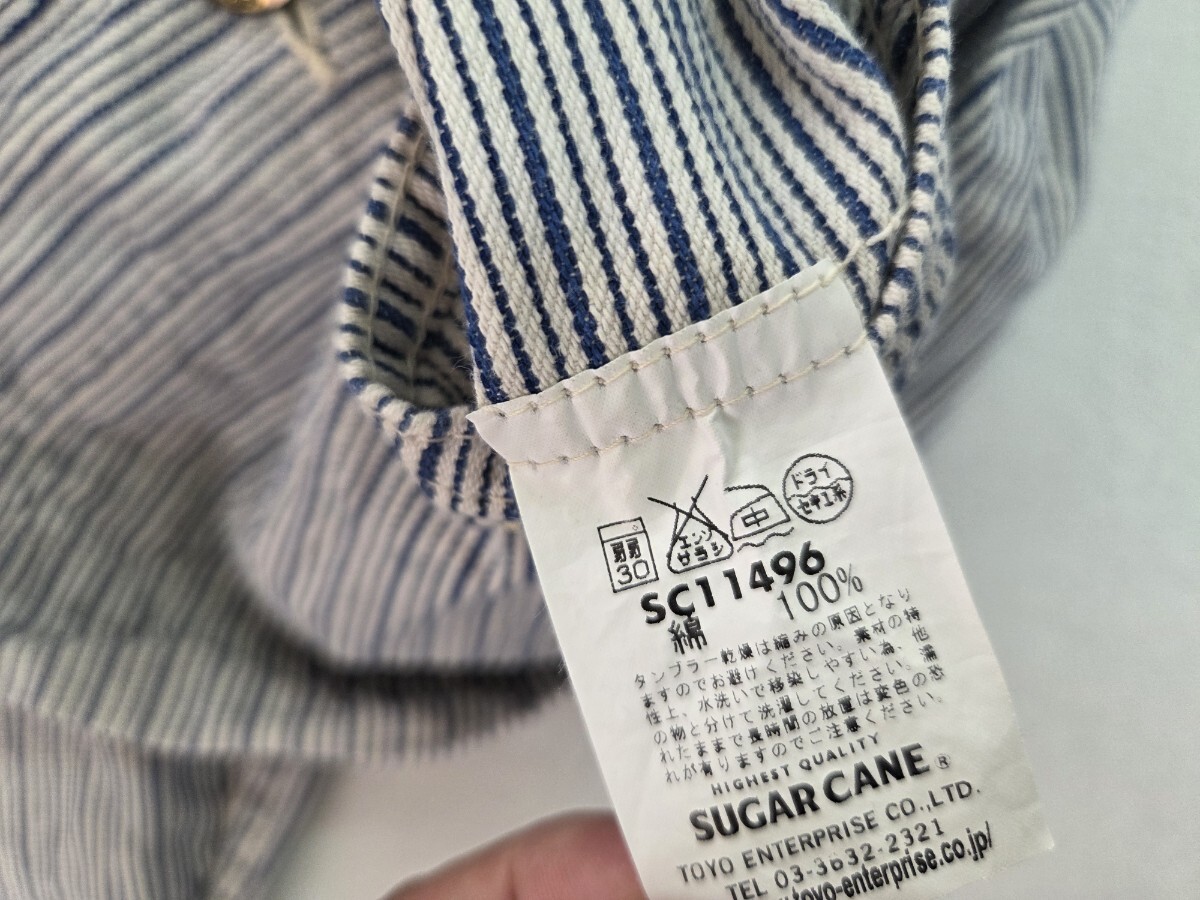 弱
30
エンソ
サラシ
中
ドライ
セキユ系
SC11496
綿 100%
タンブラー乾燥は縮みの原因となり
ますのでお避けください。素材の特
性上、水洗いで移染しやすい為、他
の物と分けて洗濯してください。濡
れたままで長時間の放置は変色の恐
れが有りますのでご注意ください。
HIGHEST QUALITY
SUGAR CANE®
TOYO ENTERPRISE CO.,LTD.
TEL 03-3632-2321
toyo-enterprise.co.jp/